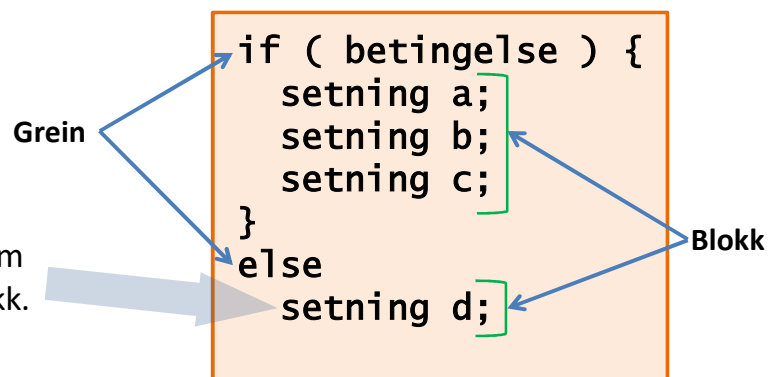 if ( betingelse ) {
setning a;
setning b;
Grein
setning c;
}
Blokk
else
setning d;